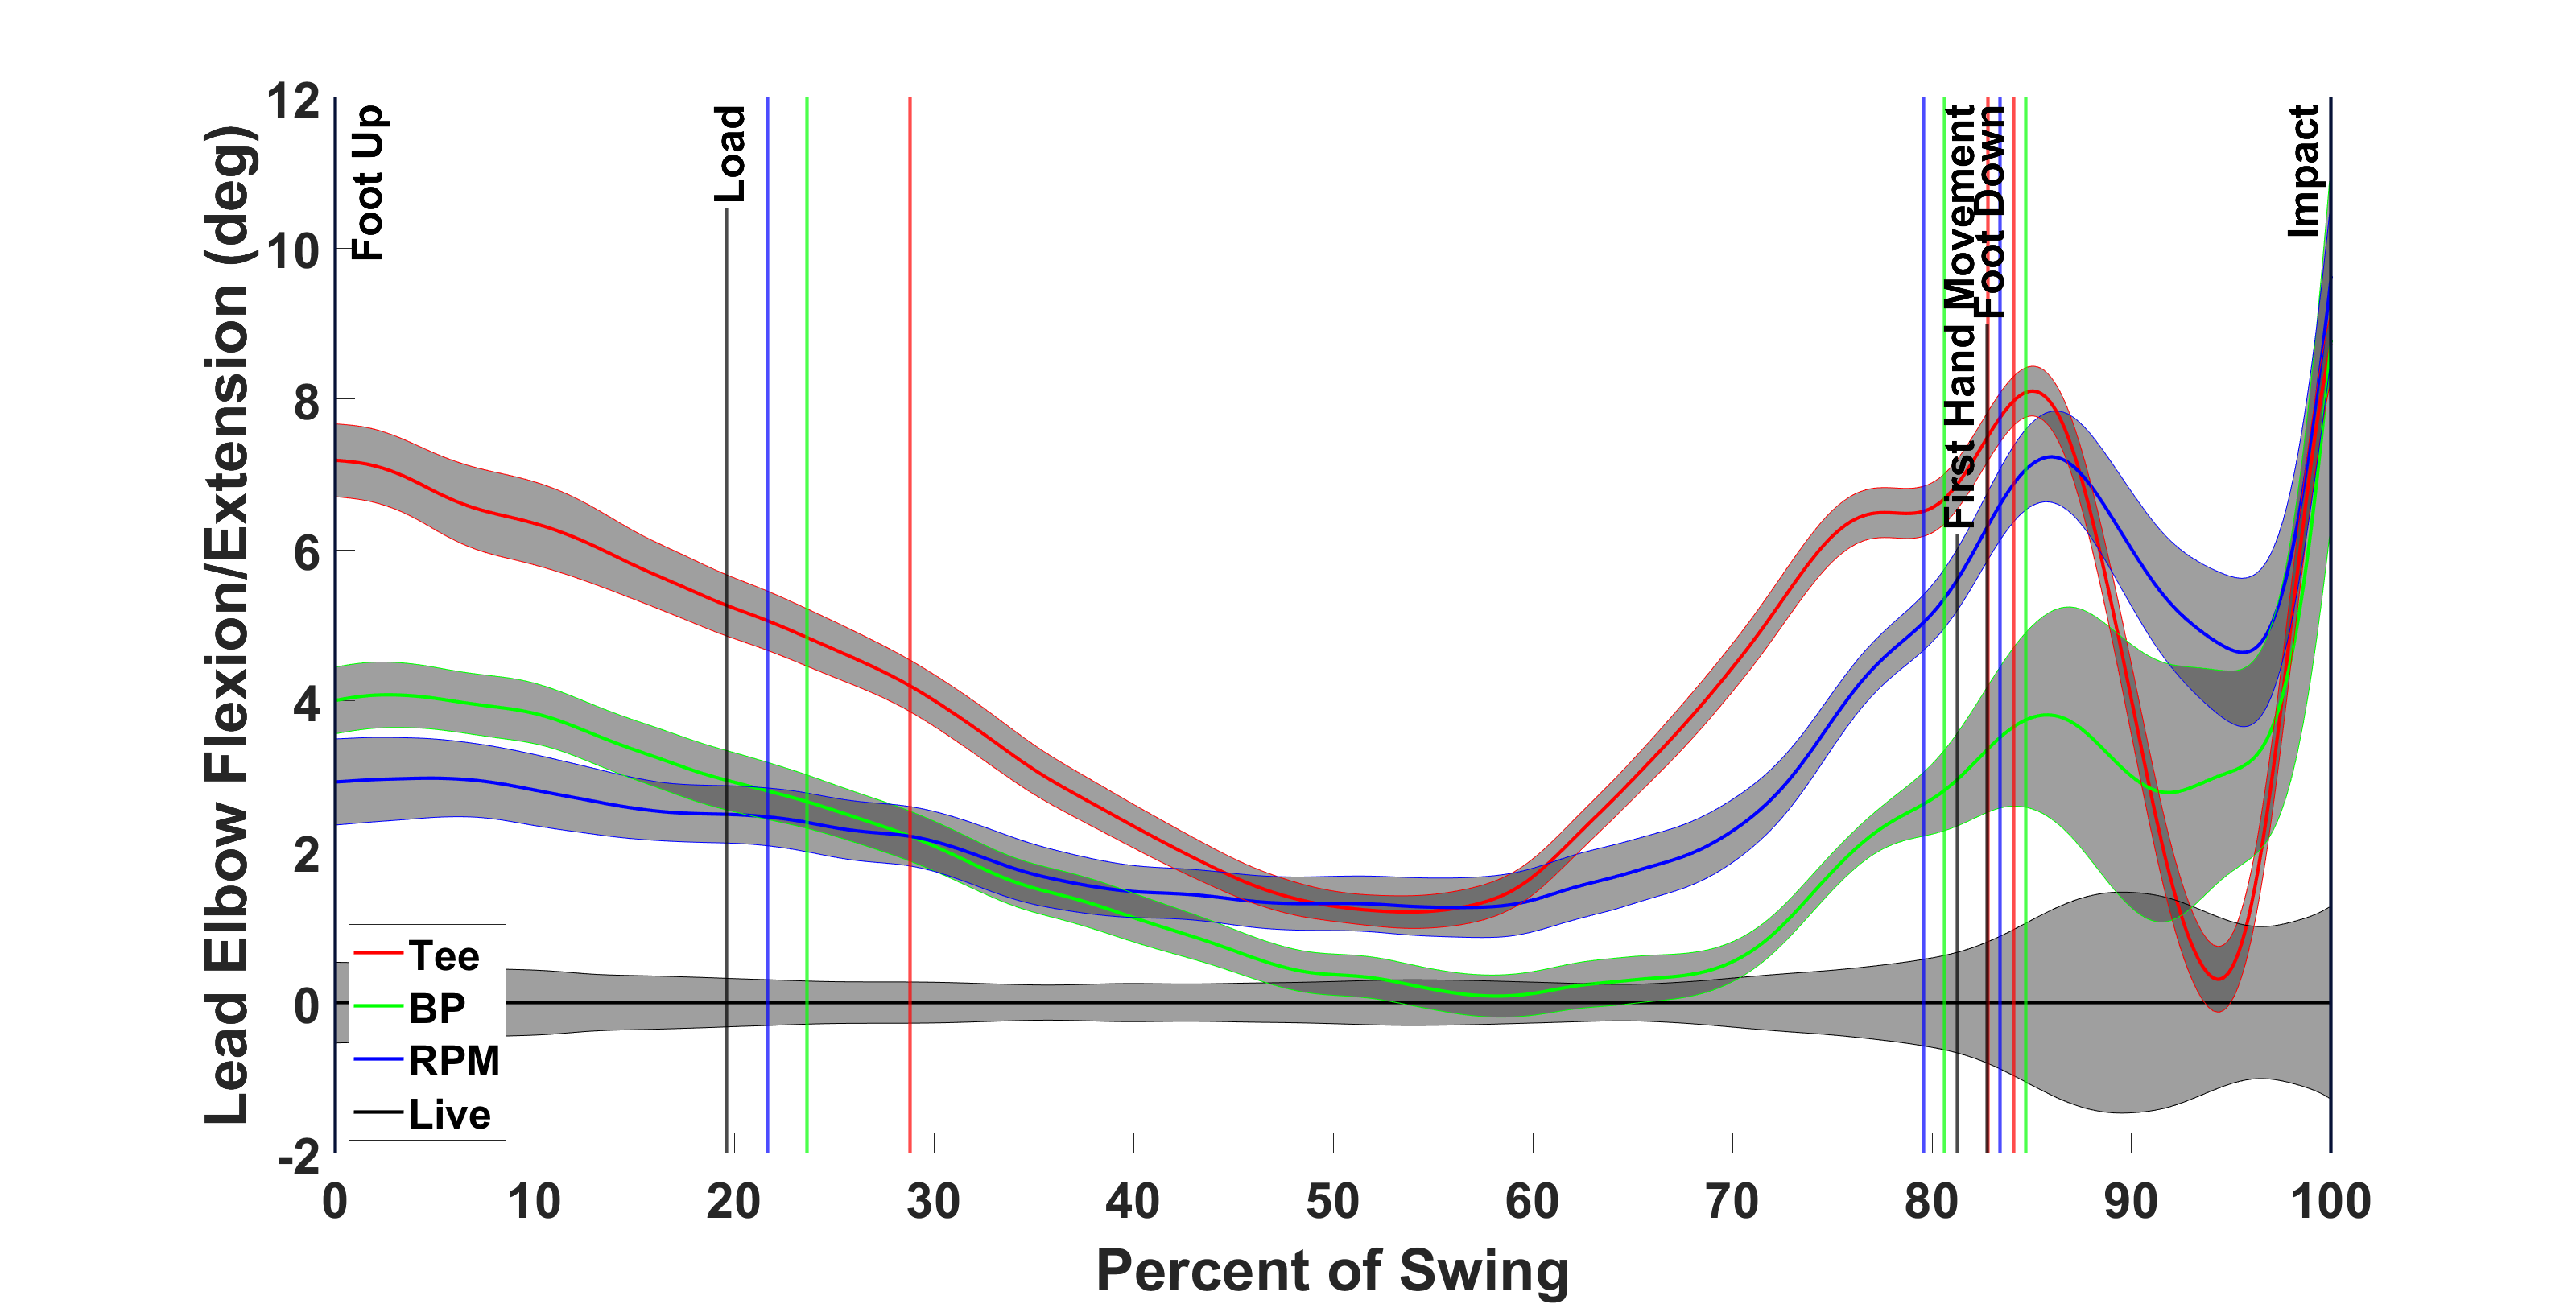 Lead Elbow Flexion/Extension (deg)
12
10
8
6
4
2
0
-2
Foot Up
Load
First Hand Movement
Foot Down
Impact
Tee
BP
RPM
Live
0 10 20 30 40 50 60 70 80 90 100
Percent of Swing